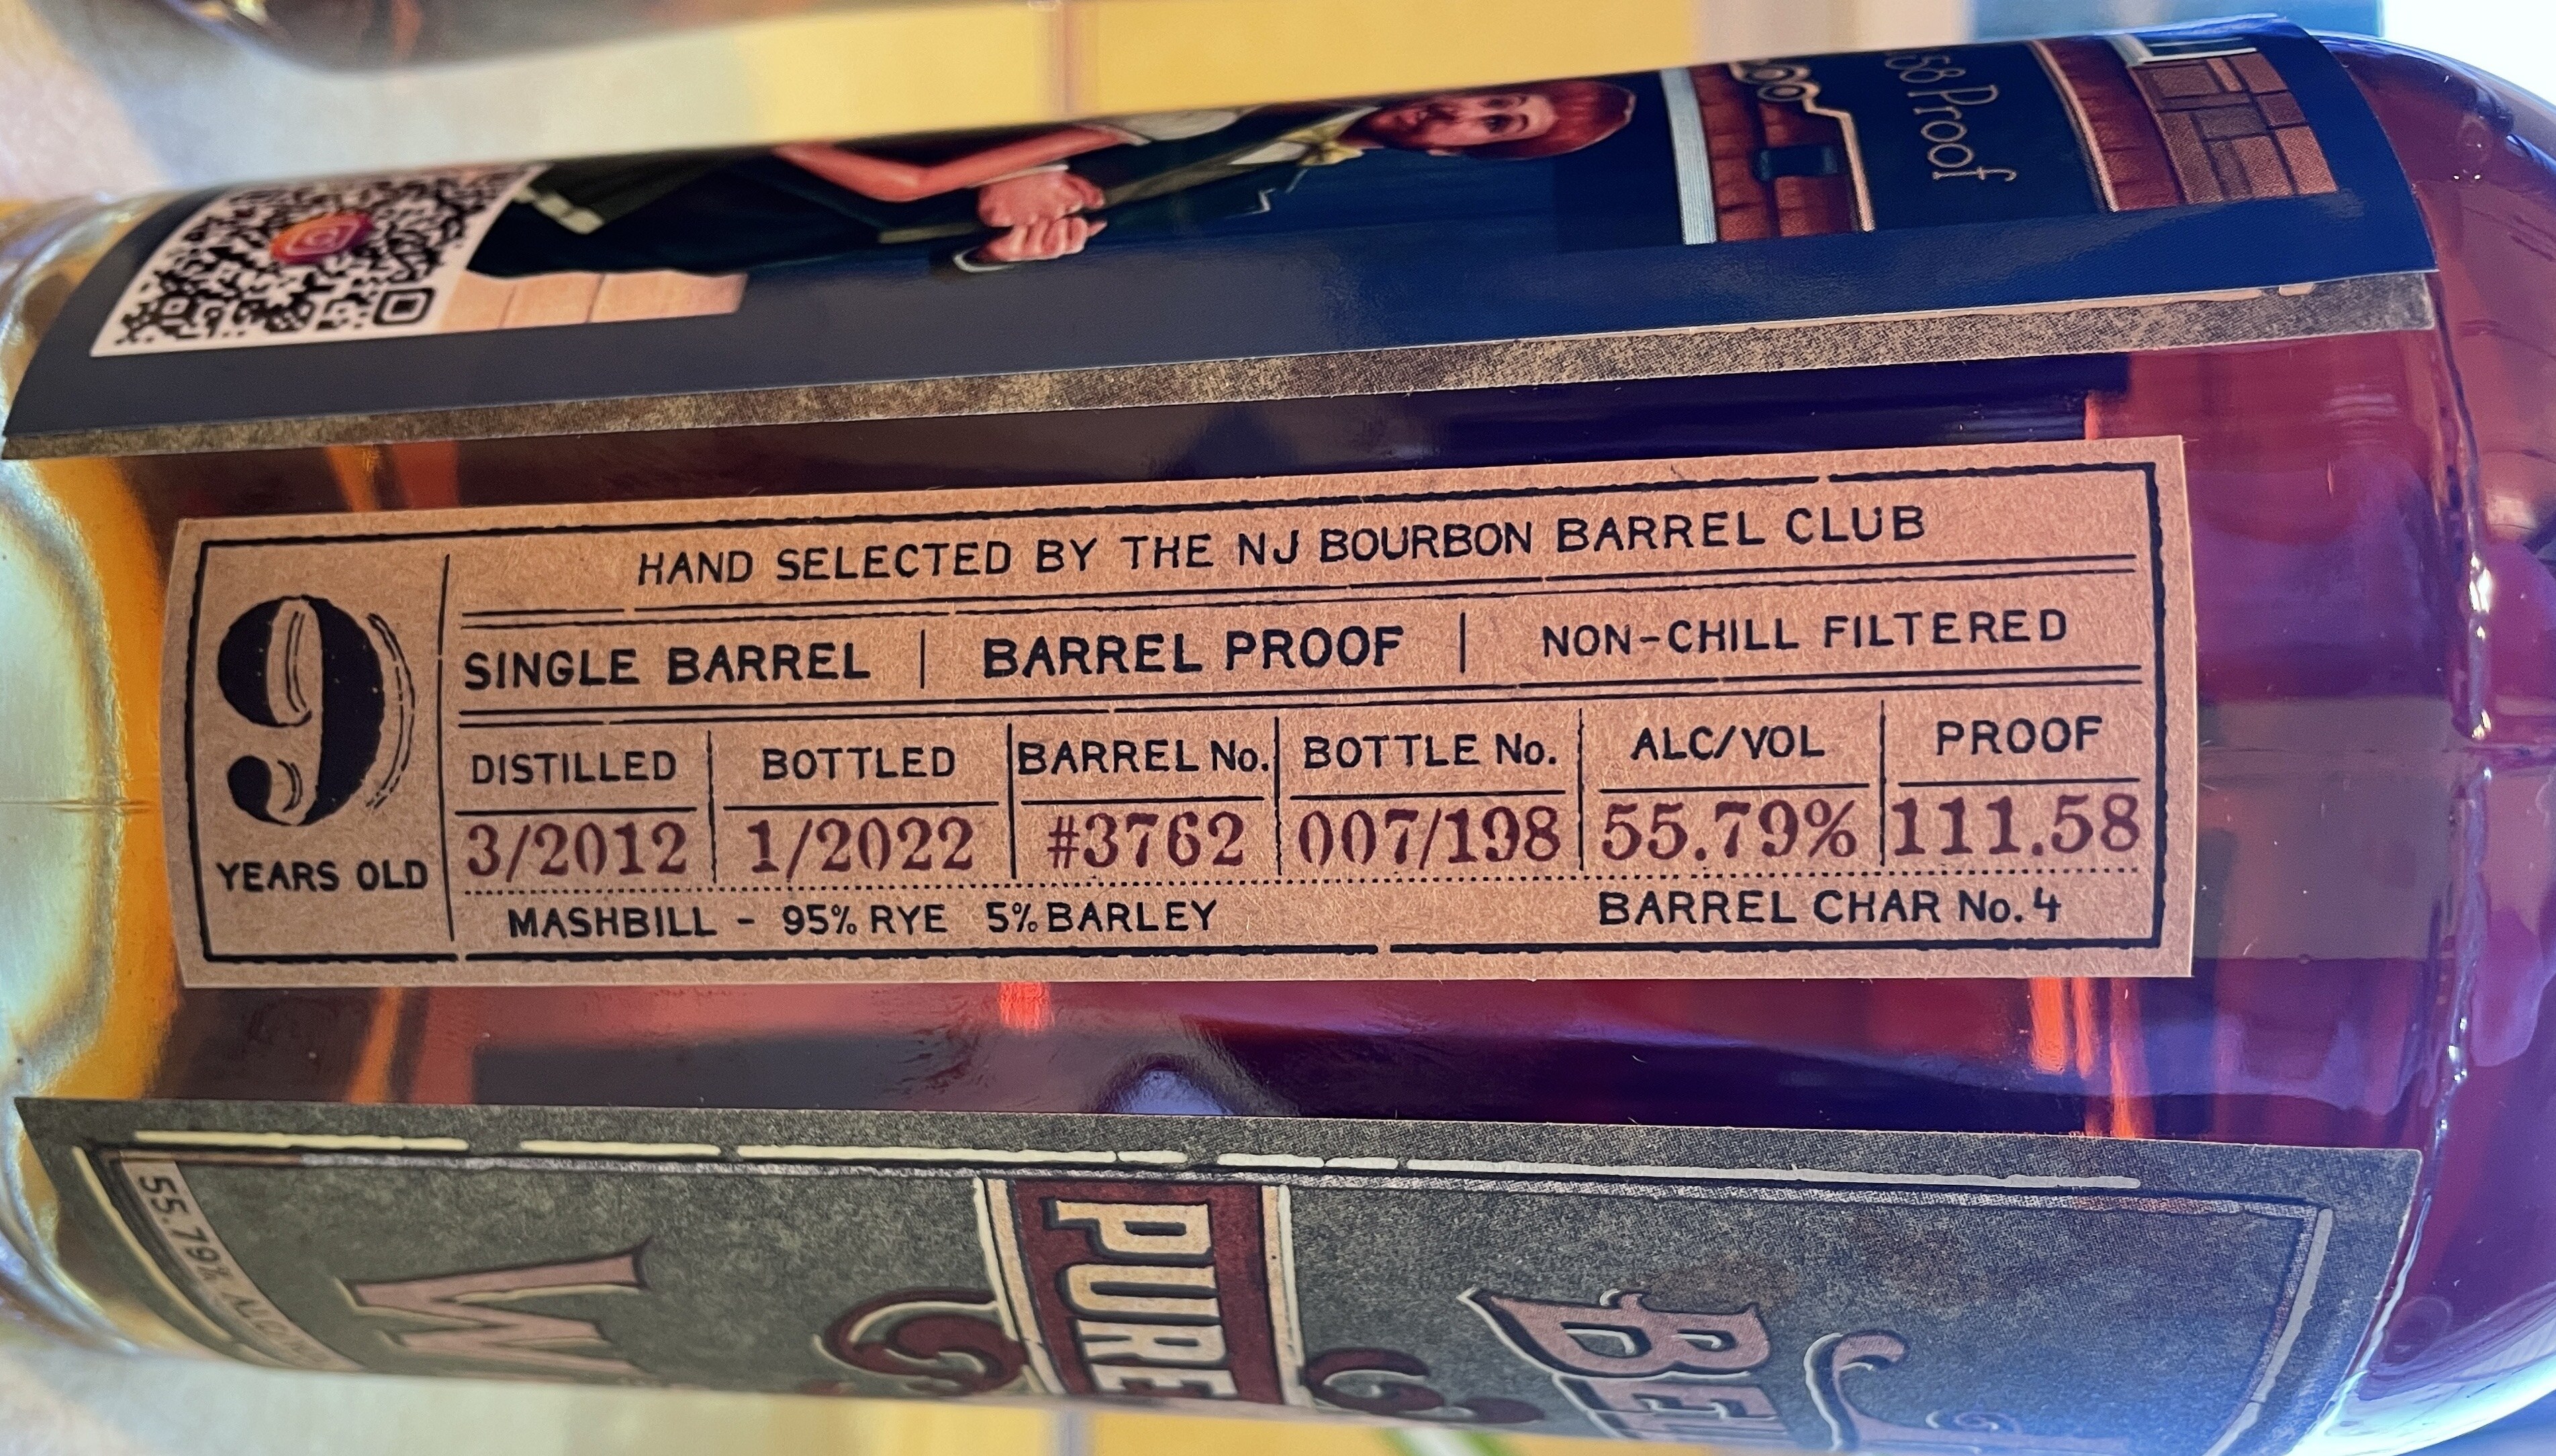 58 Proof
HAND SELECTED BY THE NJ BOURBON BARREL CLUB
SINGLE BARREL | BARREL PROOF | NON-CHILL FILTERED
9
YEARS OLD
DISTILLED BOTTLED BARREL No. BOTTLE No. ALC/VOL PROOF
3/2012 1/2022 #3762 007/198 55.79% 111.58
MASHBILL - 95% RYE 5% BARLEY BARREL CHAR No. 4
PURE
55.79%